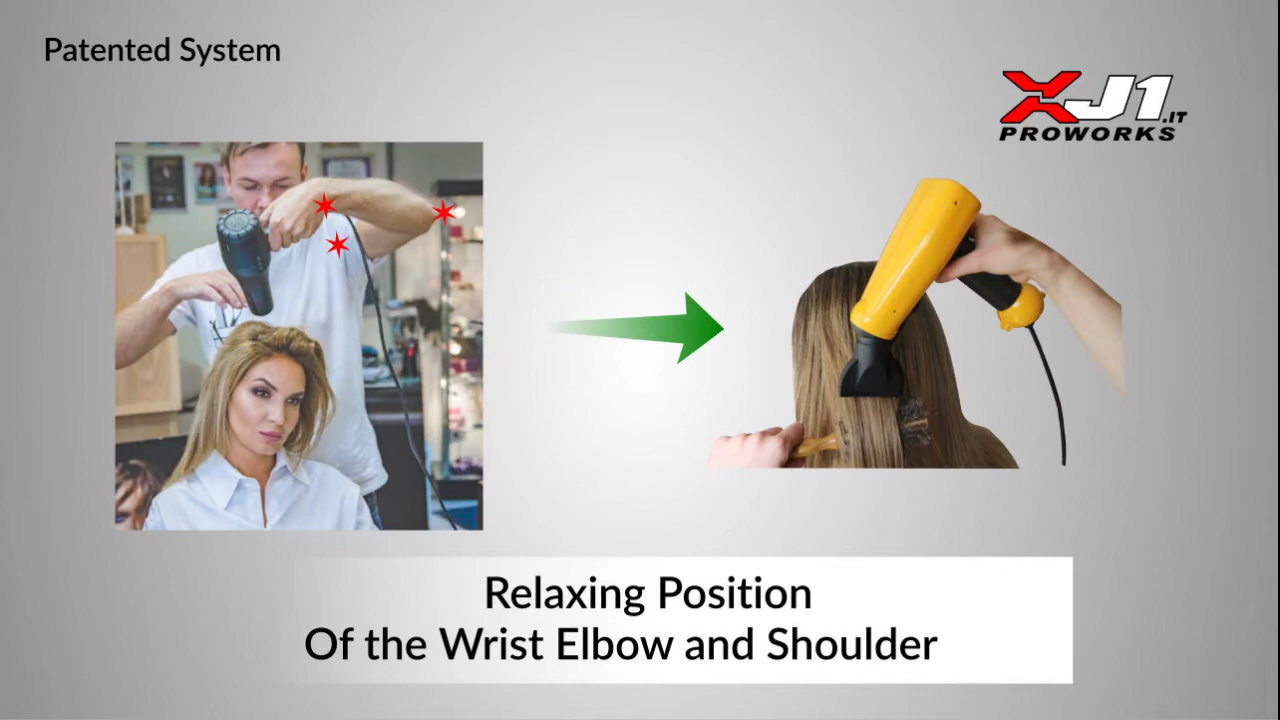 Patented System
XJ1.IT
PROWORKS
Relaxing Position
Of the Wrist Elbow and Shoulder